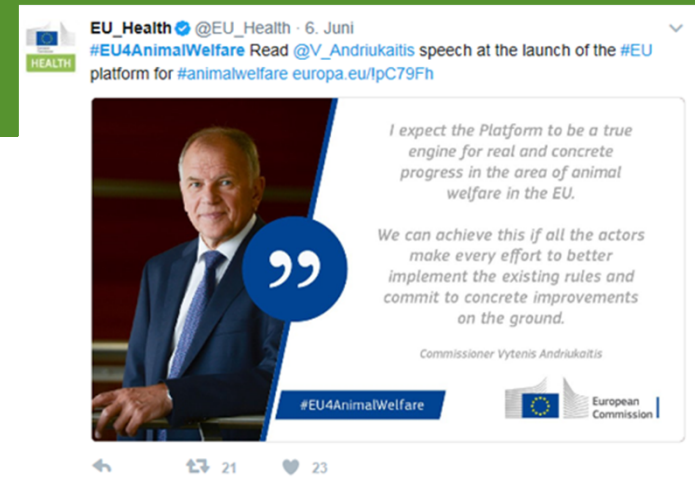 EU_Health @EU_Health · 6. Juni
#EU4AnimalWelfare Read @V_Andriukaitis speech at the launch of the #EU
platform for #animalwelfare europa.eu/!pC79Fh
HEALTH
I expect the Platform to be a true
engine for real and concrete
progress in the area of animal
welfare in the EU.
We can achieve this if all the actors
make every effort to better
implement the existing rules and
commit to concrete improvements
on the ground.
Commissioner Vytenis Andriukaitis
#EU4AnimalWelfare
European
Commission
21 23